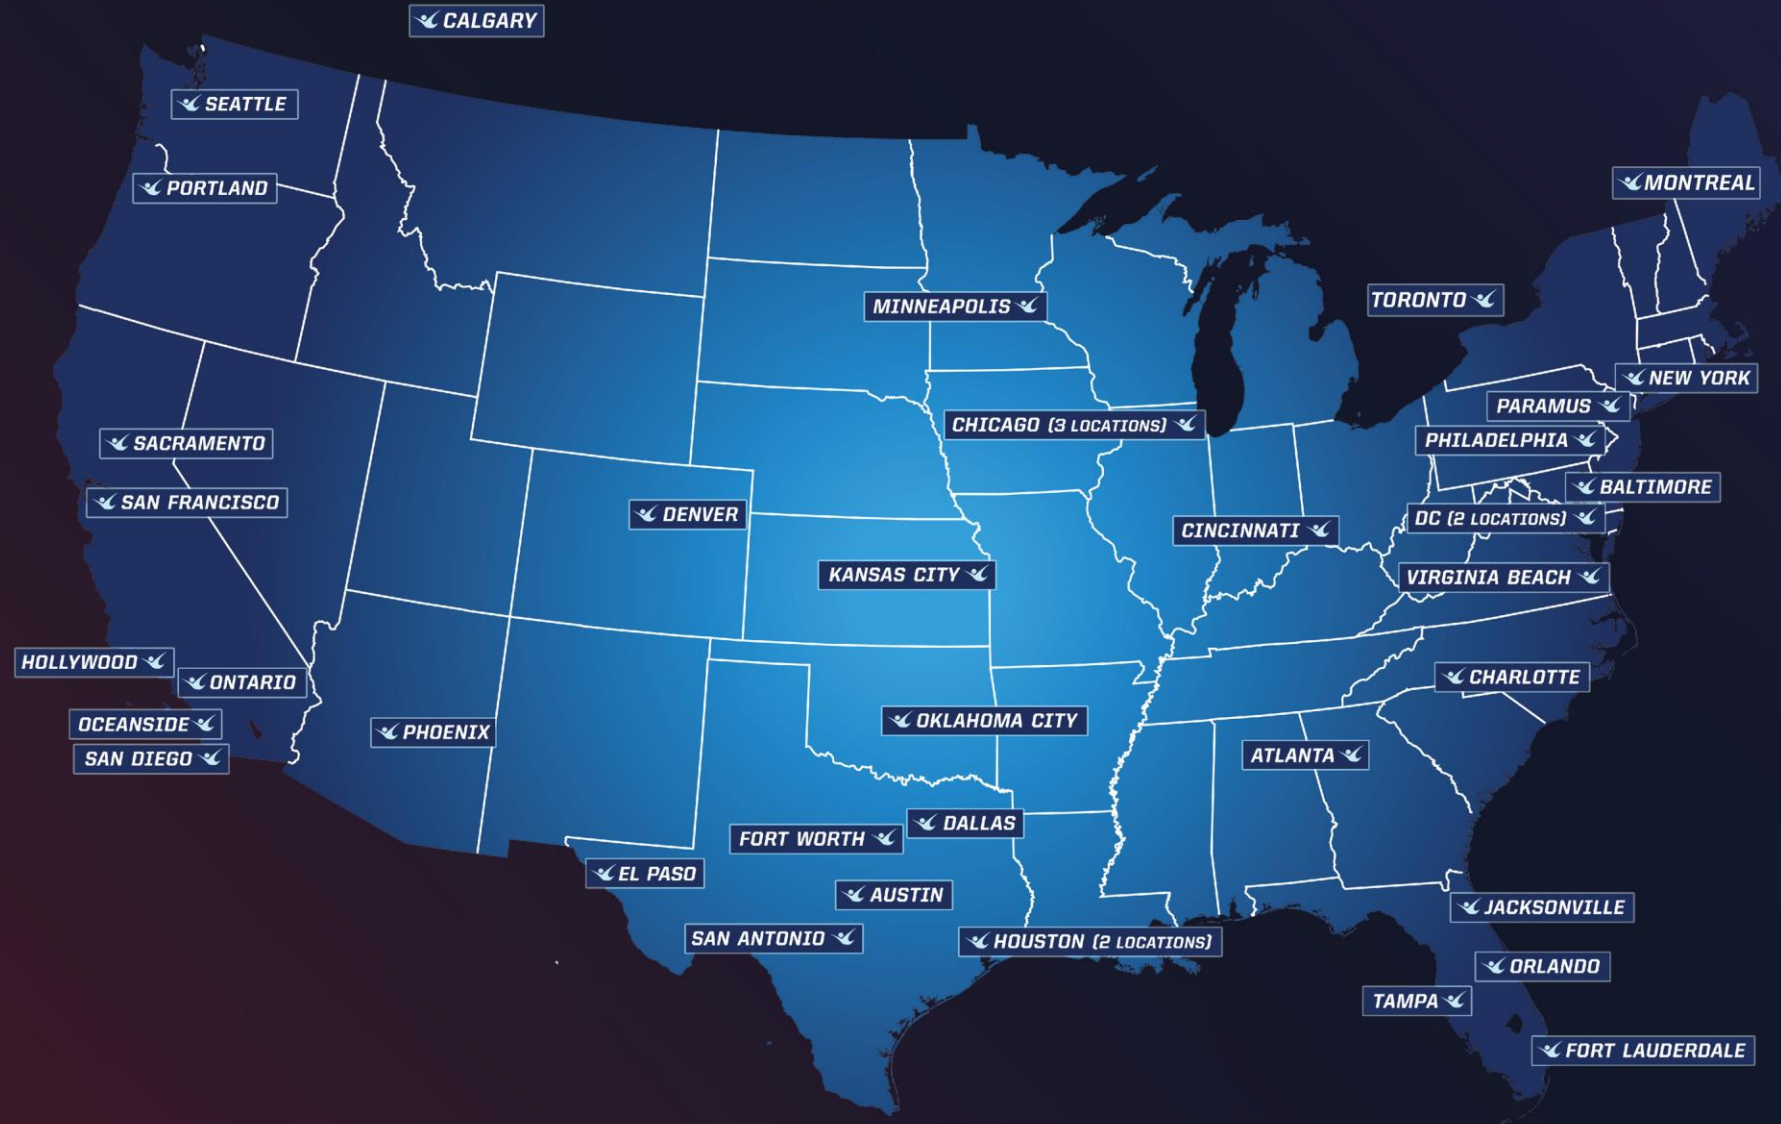 CALGARY
SEATTLE
PORTLAND
MONTREAL
TORONTO
MINNEAPOLIS
NEW YORK
PARAMUS
CHICAGO (3 LOCATIONS)
PHILADELPHIA
SACRAMENTO
BALTIMORE
SAN FRANCISCO
DENVER
DC (2 LOCATIONS)
CINCINNATI
KANSAS CITY
VIRGINIA BEACH
HOLLYWOOD
ONTARIO
CHARLOTTE
OCEANSIDE
OKLAHOMA CITY
PHOENIX
SAN DIEGO
ATLANTA
DALLAS
FORT WORTH
EL PASO
AUSTIN
JACKSONVILLE
SAN ANTONIO
HOUSTON (2 LOCATIONS)
ORLANDO
TAMPA
FORT LAUDERDALE